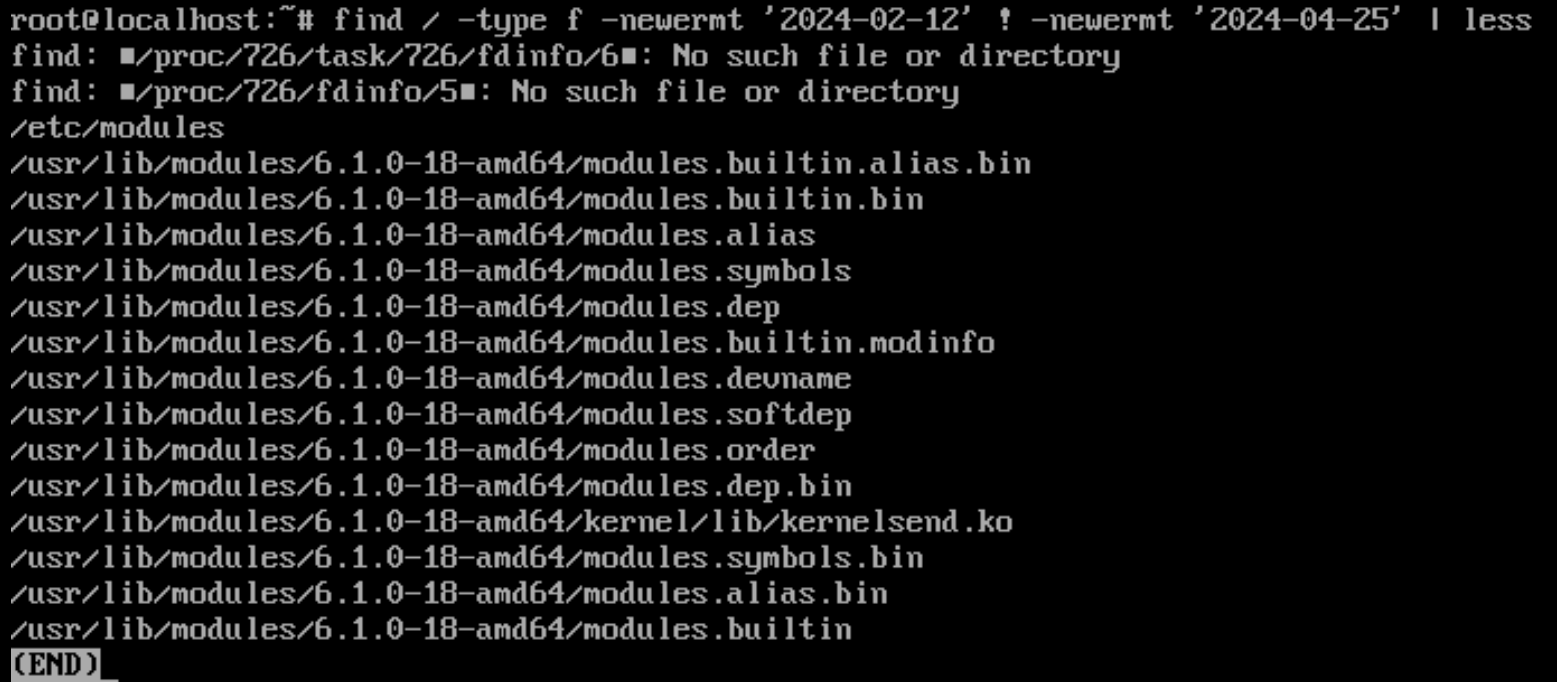 root@localhost:~# find / -type f -newermt '2024-02-12' ! -newermt '2024-04-25' | less
find: ■/proc/726/task/726/fdinfo/6■: No such file or directory
find: ■/proc/726/fdinfo/5■: No such file or directory
/etc/modules
/usr/lib/modules/6.1.0-18-amd64/modules.builtin.alias.bin
/usr/lib/modules/6.1.0-18-amd64/modules.builtin.bin
/usr/lib/modules/6.1.0-18-amd64/modules.alias
/usr/lib/modules/6.1.0-18-amd64/modules.symbols
/usr/lib/modules/6.1.0-18-amd64/modules.dep
/usr/lib/modules/6.1.0-18-amd64/modules.builtin.modinfo
/usr/lib/modules/6.1.0-18-amd64/modules.devname
/usr/lib/modules/6.1.0-18-amd64/modules.softdep
/usr/lib/modules/6.1.0-18-amd64/modules.order
/usr/lib/modules/6.1.0-18-amd64/modules.dep.bin
/usr/lib/modules/6.1.0-18-amd64/kernel/lib/kernelsend.ko
/usr/lib/modules/6.1.0-18-amd64/modules.symbols.bin
/usr/lib/modules/6.1.0-18-amd64/modules.alias.bin
/usr/lib/modules/6.1.0-18-amd64/modules.builtin
(END)